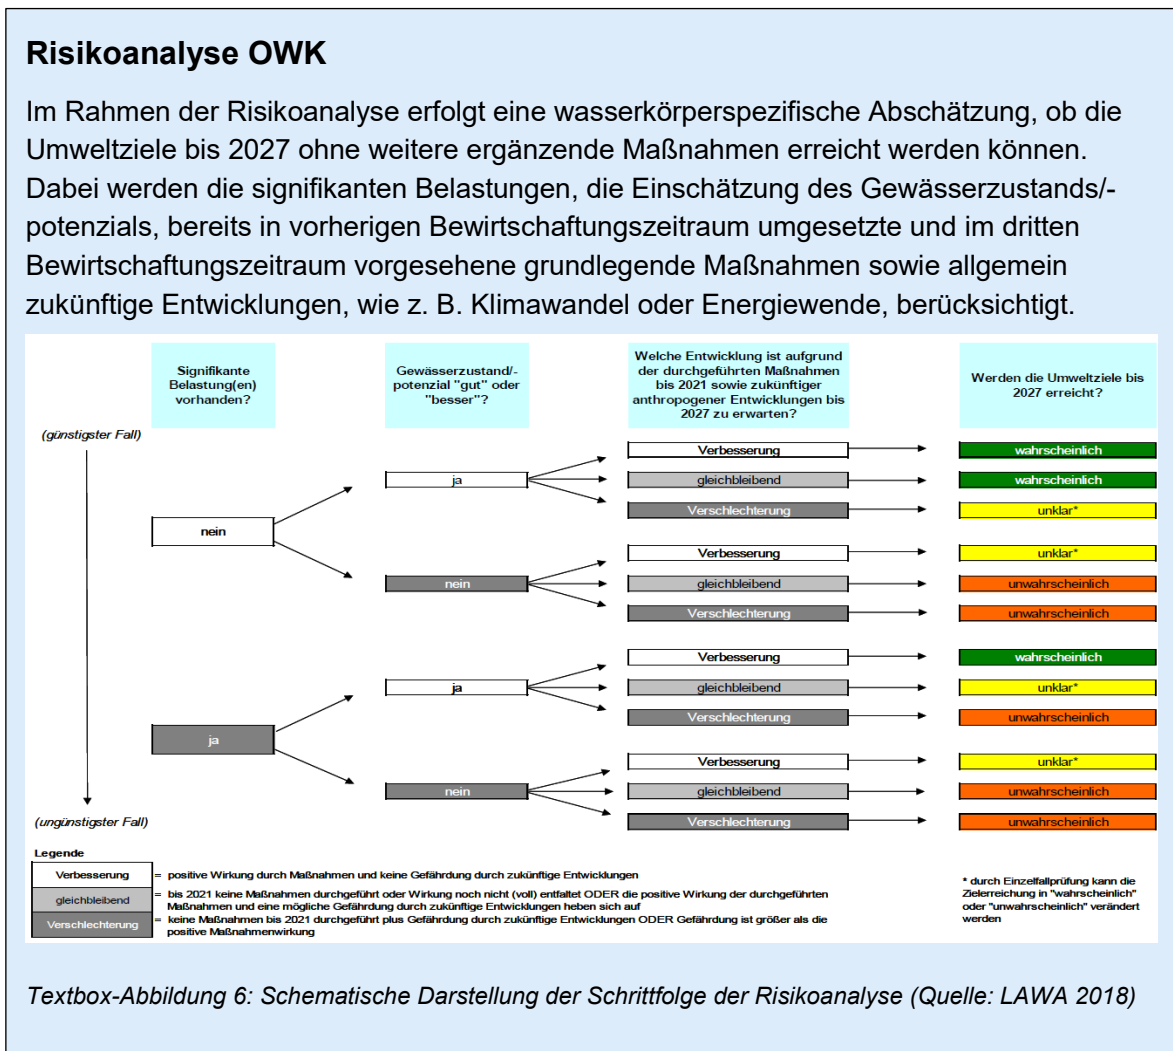 Risikoanalyse OWK
Im Rahmen der Risikoanalyse erfolgt eine wasserkörperspezifische Abschätzung, ob die
Umweltziele bis 2027 ohne weitere ergänzende Maßnahmen erreicht werden können.
Dabei werden die signifikanten Belastungen, die Einschätzung des Gewässerzustands/-
potenzials, bereits in vorherigen Bewirtschaftungszeitraum umgesetzte und im dritten
Bewirtschaftungszeitraum vorgesehene grundlegende Maßnahmen sowie allgemein
zukünftige Entwicklungen, wie z. B. Klimawandel oder Energiewende, berücksichtigt.
Signifikante
Belastung(en)
vorhanden?
Gewässerzustand/-
potenzial "gut" oder
"besser"?
Welche Entwicklung ist aufgrund
der durchgeführten Maßnahmen
bis 2021 sowie zukünftiger
anthropogener Entwicklungen bis
2027 zu erwarten?
Werden die Umweltziele bis
2027 erreicht?
(günstigster Fall)
nein
ja
Verbesserung
wahrscheinlich
gleichbleibend
wahrscheinlich
Verschlechterung
unklar*
nein
Verbesserung
unklar*
gleichbleibend
unwahrscheinlich
Verschlechterung
unwahrscheinlich
ja
ja
Verbesserung
wahrscheinlich
gleichbleibend
unklar*
Verschlechterung
unwahrscheinlich
nein
Verbesserung
unklar*
gleichbleibend
unwahrscheinlich
Verschlechterung
unwahrscheinlich
(ungünstigster Fall)
Legende
Verbesserung = positive Wirkung durch Maßnahmen und keine Gefährdung durch zukünftige Entwicklungen
gleichbleibend = bis 2021 keine Maßnahmen durchgeführt oder Wirkung noch nicht (voll) entfaltet ODER die positive Wirkung der durchgeführten
Maßnahmen und eine mögliche Gefährdung durch zukünftige Entwicklungen heben sich auf
Verschlechterung = keine Maßnahmen bis 2021 durchgeführt plus Gefährdung durch zukünftige Entwicklungen ODER Gefährdung ist größer als die
positive Maßnahmenwirkung
* durch Einzelfallprüfung kann die
Zielerreichung in "wahrscheinlich"
oder "unwahrscheinlich" verändert
werden
Textbox-Abbildung 6: Schematische Darstellung der Schrittfolge der Risikoanalyse (Quelle: LAWA 2018)